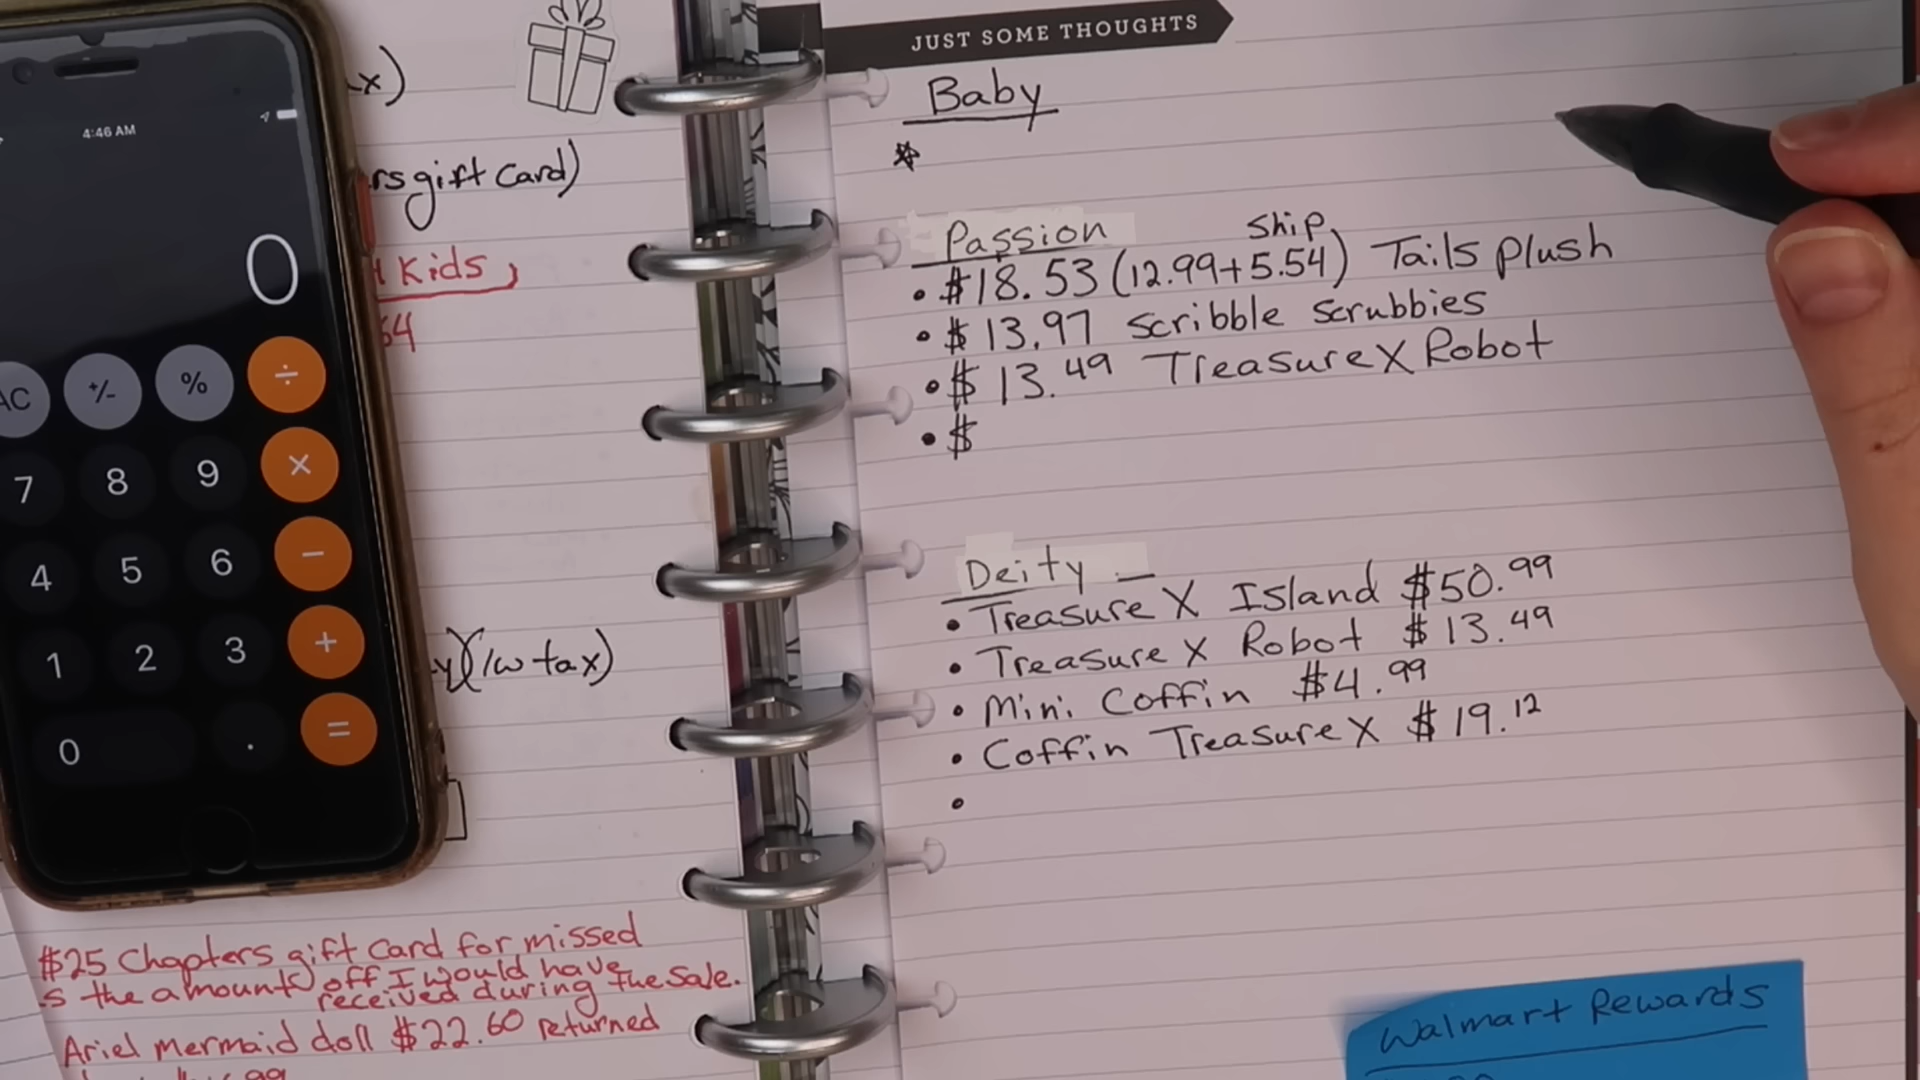 4:46 AM
0
AC +/- % ÷
7 8 9 ×
4 5 6 −
1 2 3 +
0 . =
x)
rs gift card)
Kids
64
(w tax)
$25 Chapters gift card for missed
s the amount off I would have
received during the sale.
Ariel mermaid doll $22.60 returned
JUST SOME THOUGHTS
Baby
Passion
Ship
• $18.53 (12.99+5.54) Tails plush
• $13.97 Scribble Scrubbies
• $13.49 Treasure X Robot
• $
Deity
• Treasure X Island $50.99
• Treasure X Robot $13.49
• Mini Coffin $4.99
• Coffin Treasure X $19.12
•
Walmart Rewards